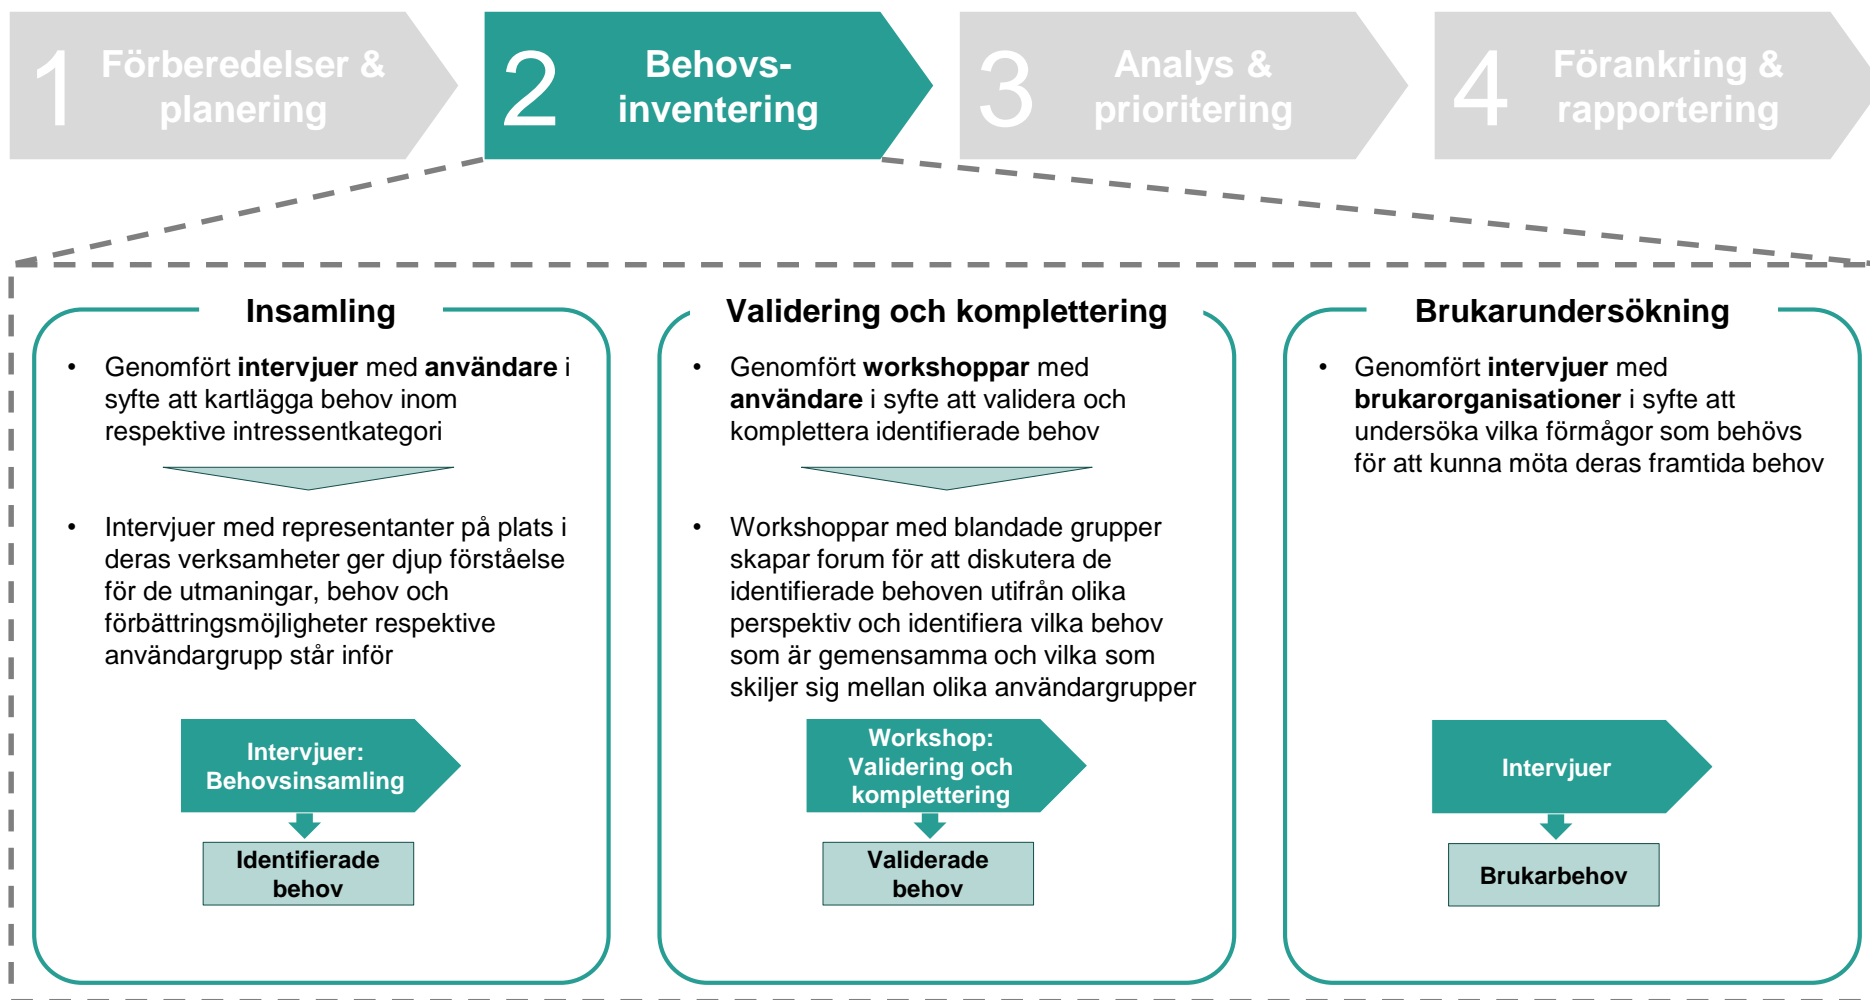 1 Förberedelser &
planering
2 Behovs-
inventering
3 Analys &
prioritering
4 Förankring &
rapportering
Insamling
• Genomfört intervjuer med användare i
syfte att kartlägga behov inom
respektive intressentkategori
• Intervjuer med representanter på plats i
deras verksamheter ger djup förståelse
för de utmaningar, behov och
förbättringsmöjligheter respektive
användargrupp står inför
Intervjuer:
Behovsinsamling
Identifierade
behov
Validering och komplettering
• Genomfört workshoppar med
användare i syfte att validera och
komplettera identifierade behov
• Workshoppar med blandade grupper
skapar forum för att diskutera de
identifierade behoven utifrån olika
perspektiv och identifiera vilka behov
som är gemensamma och vilka som
skiljer sig mellan olika användargrupper
Workshop:
Validering och
komplettering
Validerade
behov
Brukarundersökning
• Genomfört intervjuer med
brukarorganisationer i syfte att
undersöka vilka förmågor som behövs
för att kunna möta deras framtida behov
Intervjuer
Brukarbehov